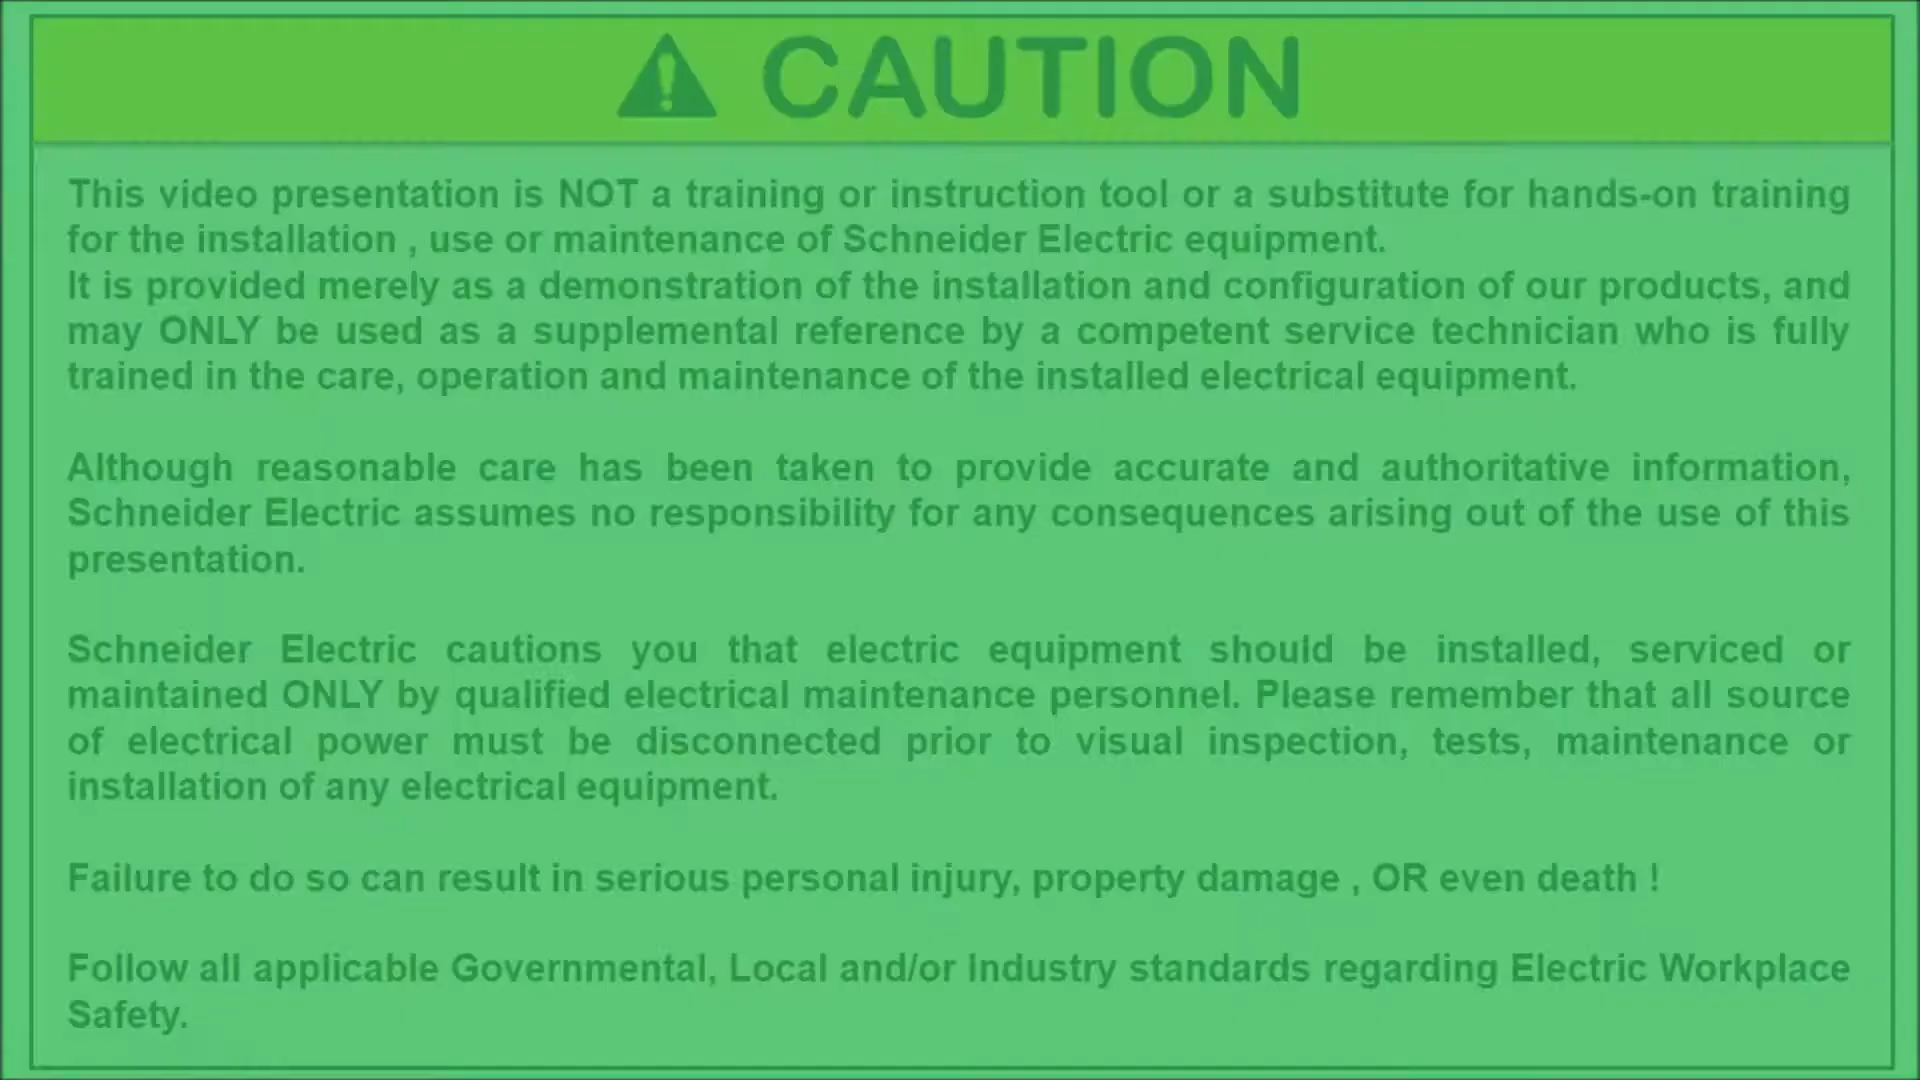 CAUTION
This video presentation is NOT a training or instruction tool or a substitute for hands-on training
for the installation , use or maintenance of Schneider Electric equipment.
It is provided merely as a demonstration of the installation and configuration of our products, and
may ONLY be used as a supplemental reference by a competent service technician who is fully
trained in the care, operation and maintenance of the installed electrical equipment.
Although reasonable care has been taken to provide accurate and authoritative information,
Schneider Electric assumes no responsibility for any consequences arising out of the use of this
presentation.
Schneider Electric cautions you that electric equipment should be installed, serviced or
maintained ONLY by qualified electrical maintenance personnel. Please remember that all source
of electrical power must be disconnected prior to visual inspection, tests, maintenance or
installation of any electrical equipment.
Failure to do so can result in serious personal injury, property damage , OR even death !
Follow all applicable Governmental, Local and/or Industry standards regarding Electric Workplace
Safety.